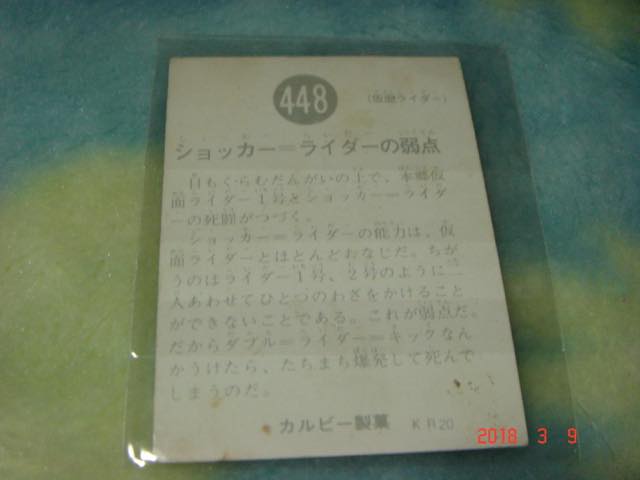 448
(仮面ライダー)
ショッカー=ライダーの弱点
目もくらむだんがいの上で、本郷仮
面ライダー1号とショッカー=ライダ
ーの死闘がつづく。
ショッカー=ライダーの能力は、仮
面ライダーとほとんどおなじだ。ちが
うのはライダー1号、2号のように二
人あわせてひとつのわざをかけること
ができないことである。これが弱点だ。
だからダブル=ライダー=キックなん
かうけたら、たちまち爆発して死んで
しまうのだ。
カルビー製菓 KR20
2018 3 9